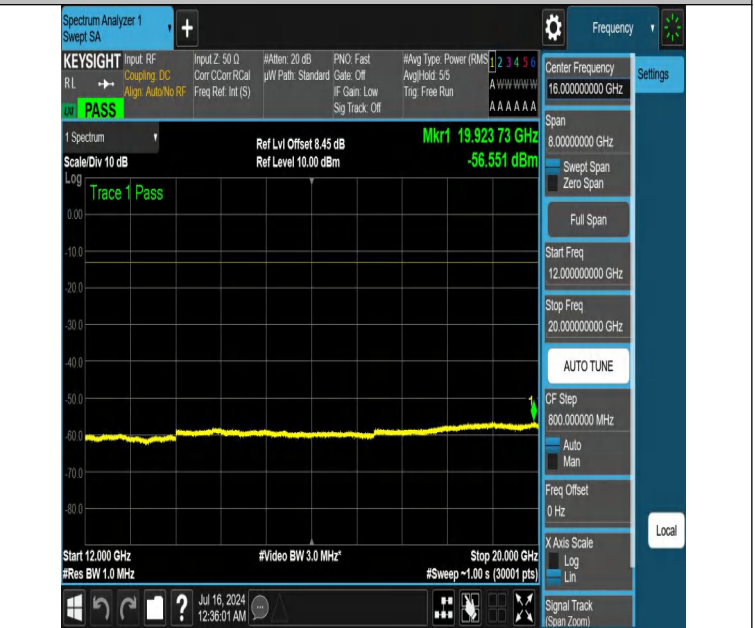 Spectrum Analyzer 1
Swept SA
+
Frequency
KEYSIGHT
RL
PASS
Input: RF
Coupling: DC
Align: Auto/No RF
Input Z: 50 Ω
Corr CCorr RCal
Freq Ref: Int (S)
#Atten: 20 dB
µW Path: Standard
PNO: Fast
Gate: Off
IF Gain: Low
Sig Track: Off
#Avg Type: Power (RMS
Avg|Hold: 5/5
Trig: Free Run
1 2 3 4 5 6
A W W W W W
A A A A A A
1 Spectrum
Scale/Div 10 dB
Ref Lvl Offset 8.45 dB
Ref Level 10.00 dBm
Mkr1 19.923 73 GHz
-56.551 dBm
Log
Trace 1 Pass
0.00
-10.0
-20.0
-30.0
-40.0
-50.0
-60.0
-70.0
-80.0
1
Start 12.000 GHz
#Res BW 1.0 MHz
#Video BW 3.0 MHz*
Stop 20.000 GHz
#Sweep ~1.00 s (30001 pts)
?
Jul 16, 2024
12:36:01 AM
Center Frequency
16.000000000 GHz
Settings
Span
8.00000000 GHz
Swept Span
Zero Span
Full Span
Start Freq
12.000000000 GHz
Stop Freq
20.000000000 GHz
AUTO TUNE
CF Step
800.000000 MHz
Auto
Man
Freq Offset
0 Hz
X Axis Scale
Log
Lin
Local
Signal Track
(Span Zoom)